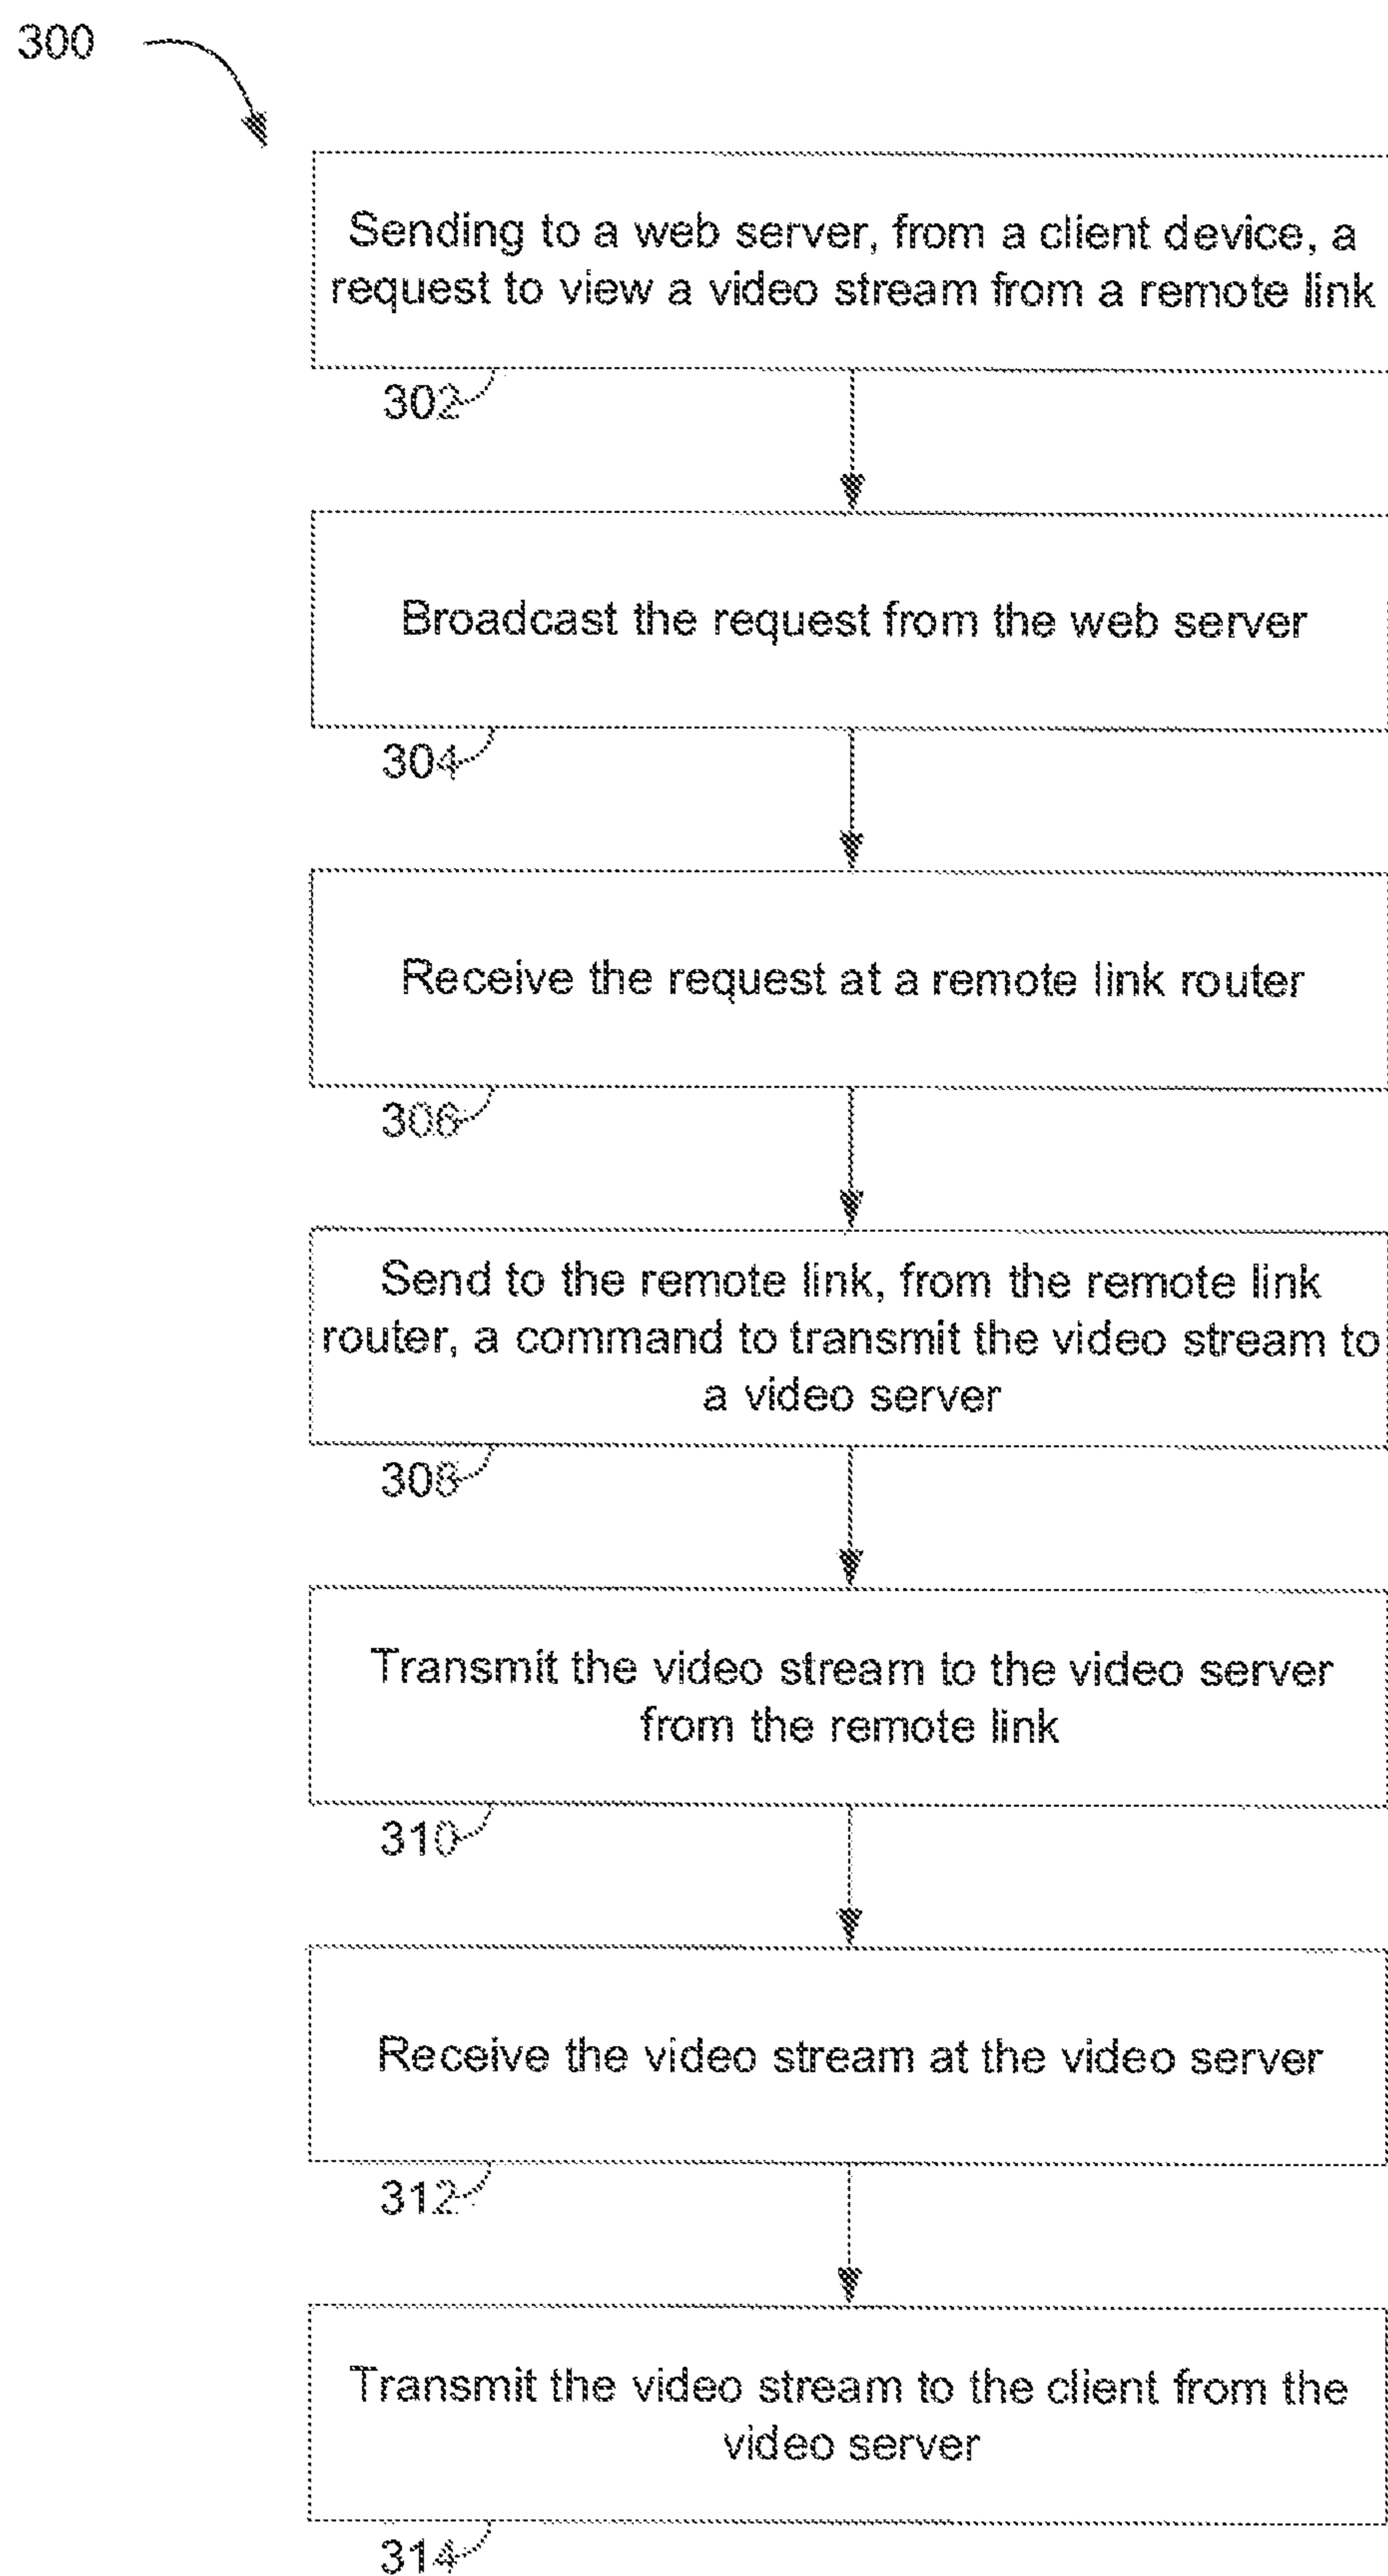 300
Sending to a web server, from a client device, a
request to view a video stream from a remote link
302
Broadcast the request from the web server
304
Receive the request at a remote link router
306
Send to the remote link, from the remote link
router, a command to transmit the video stream to
a video server
308
Transmit the video stream to the video server
from the remote link
310
Receive the video stream at the video server
312
Transmit the video stream to the client from the
video server
314